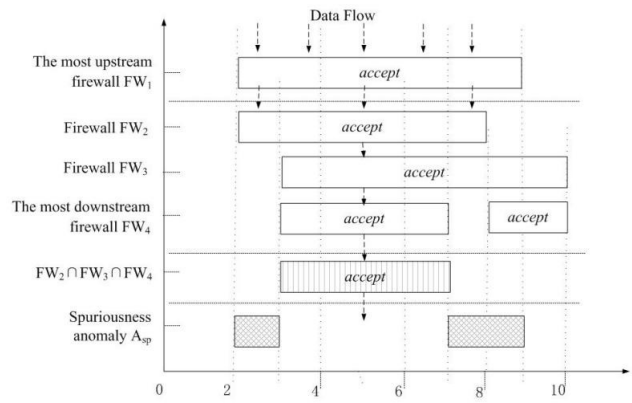 Data Flow
The most upstream
firewall FW1
accept
Firewall FW2
accept
Firewall FW3
accept
The most downstream
firewall FW4
accept
accept
FW2∩FW3∩FW4
accept
Spuriousness
anomaly Asp
0 2 4 6 8 10